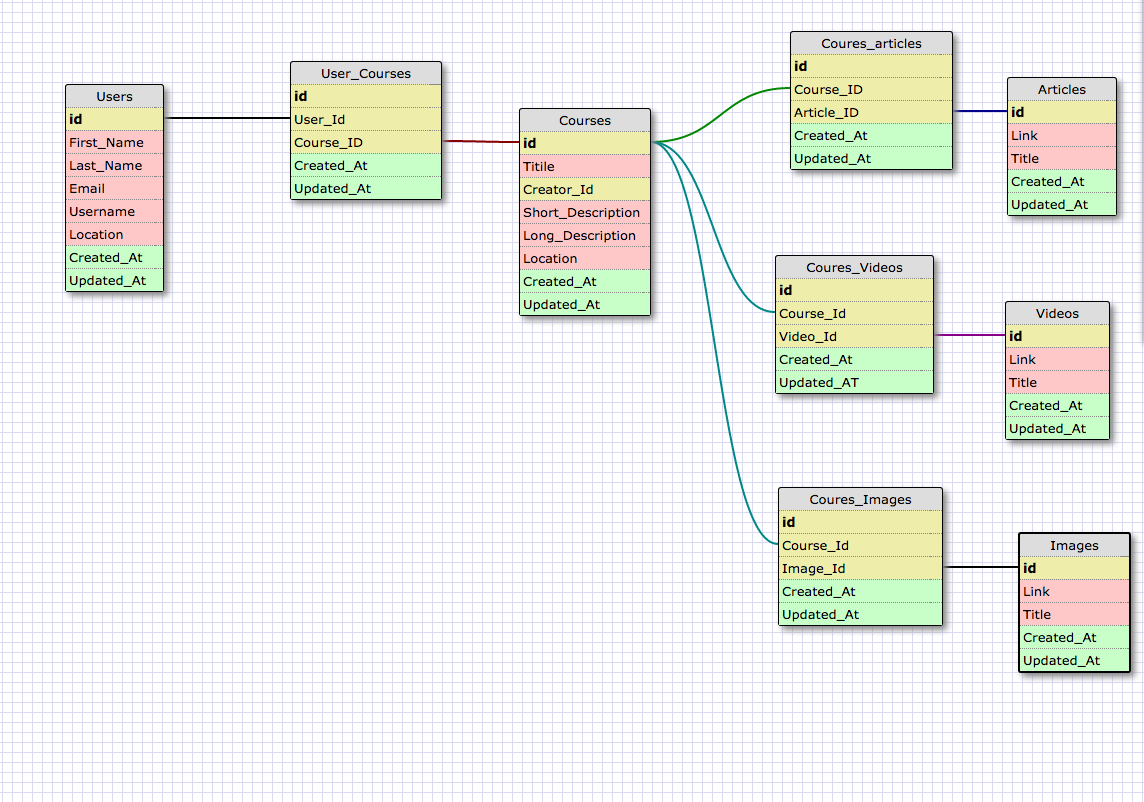 Users
id
First_Name
Last_Name
Email
Username
Location
Created_At
Updated_At
User_Courses
id
User_Id
Course_ID
Created_At
Updated_At
Courses
id
Titile
Creator_Id
Short_Description
Long_Description
Location
Created_At
Updated_At
Coures_articles
id
Course_ID
Article_ID
Created_At
Updated_At
Articles
id
Link
Title
Created_At
Updated_At
Coures_Videos
id
Course_Id
Video_Id
Created_At
Updated_AT
Videos
id
Link
Title
Created_At
Updated_At
Coures_Images
id
Course_Id
Image_Id
Created_At
Updated_At
Images
id
Link
Title
Created_At
Updated_At